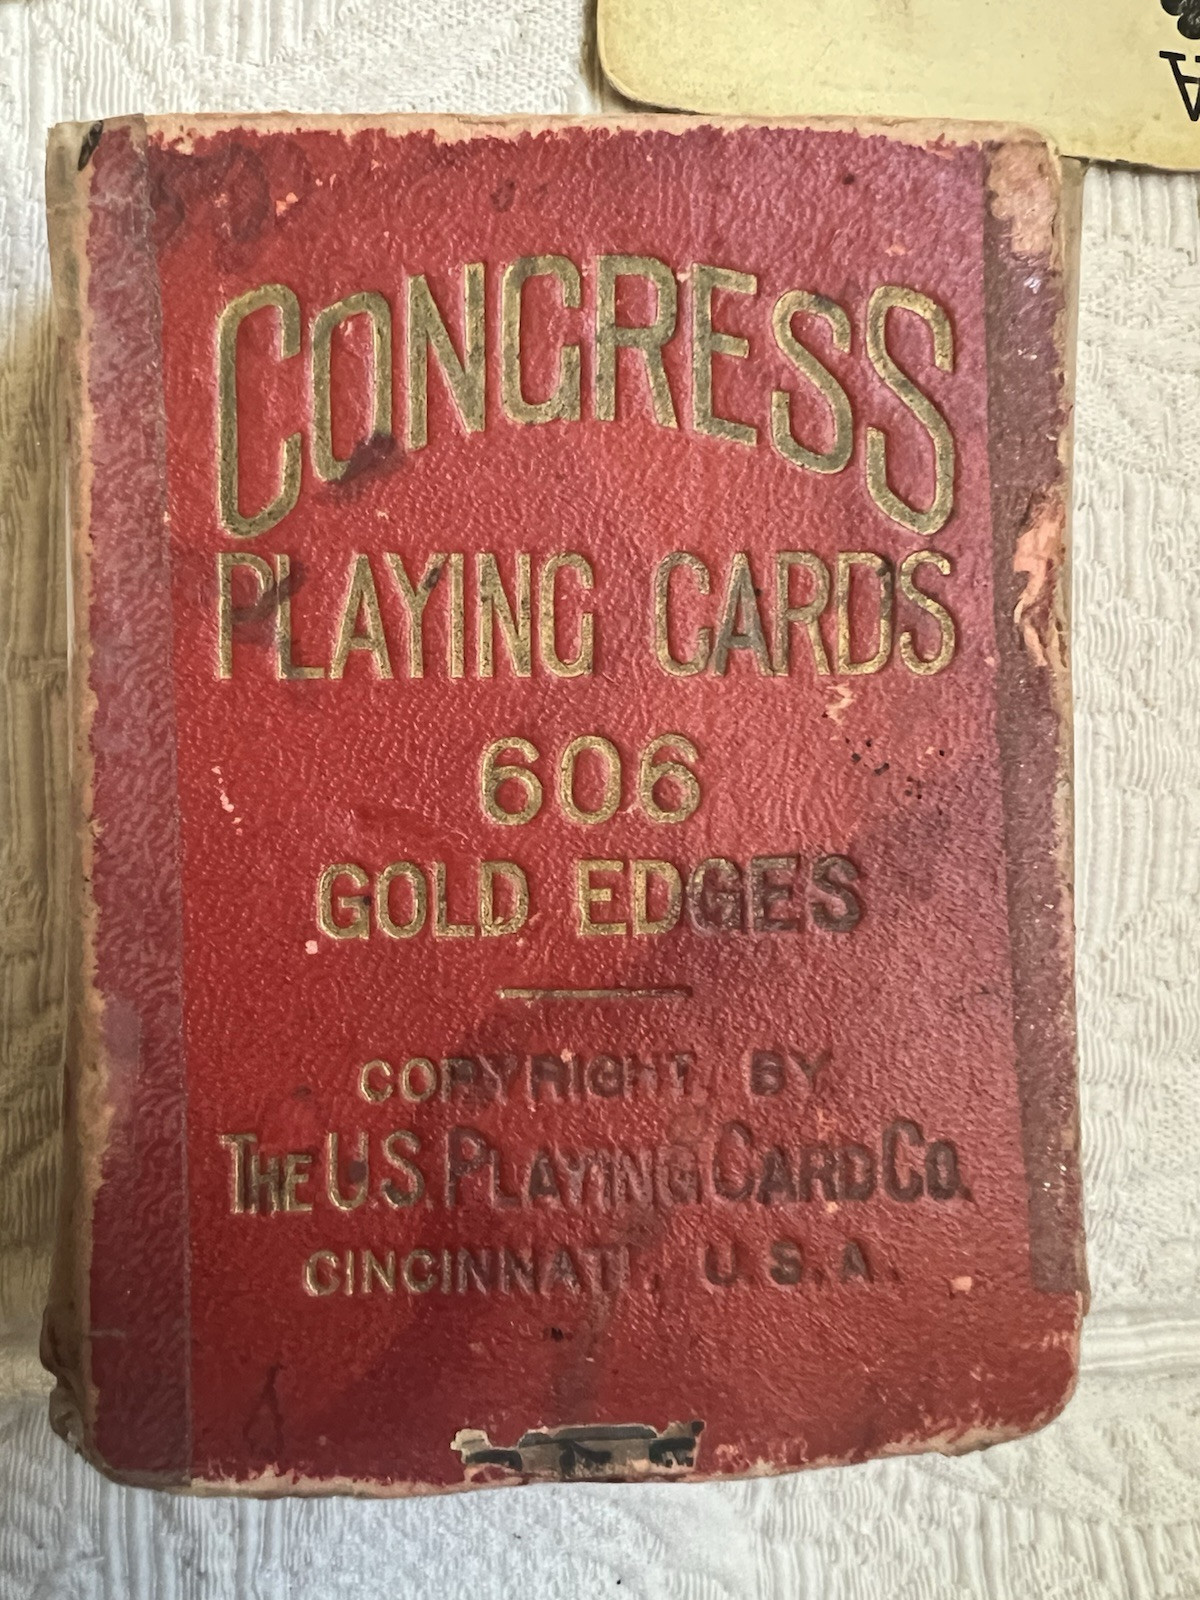 A
CONGRESS
PLAYING CARDS
606
GOLD EDGES
COPYRIGHT BY
THE U.S. PLAYING CARD CO.
CINCINNATI, U.S.A.